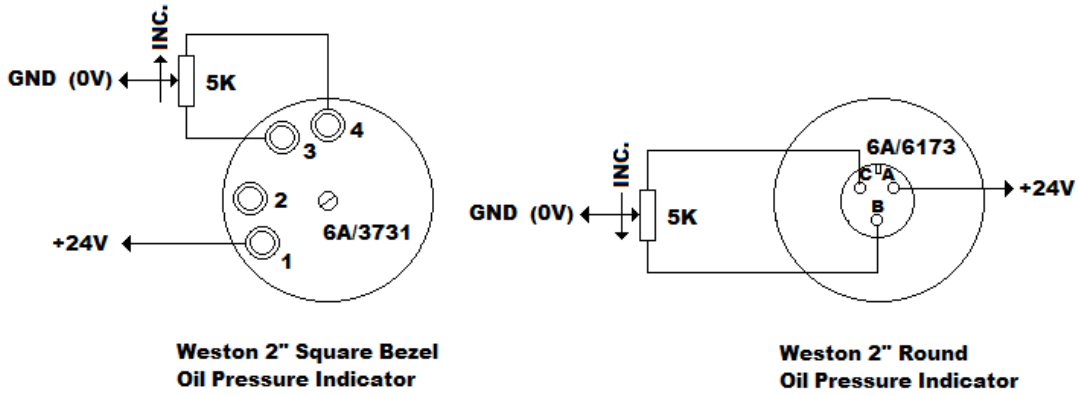 INC.
GND (0V)
5K
4
3
2
6A/3731
+24V
1
Weston 2" Square Bezel
Oil Pressure Indicator
6A/6173
INC.
C
A
+24V
B
GND (0V)
5K
Weston 2" Round
Oil Pressure Indicator